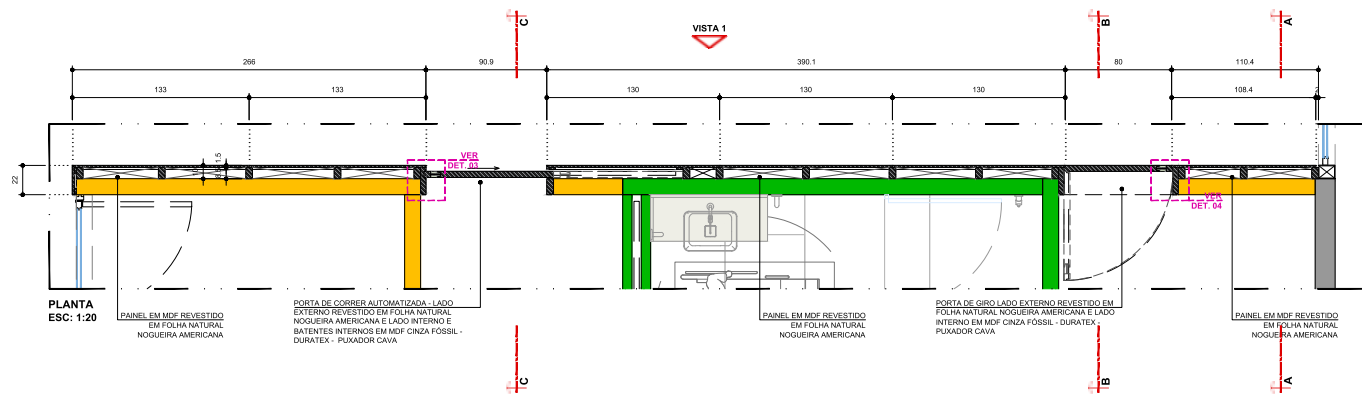 C
B
A
VISTA 1
266
90.9
390.1
80
110.4
133
133
130
130
130
108.4
2
22
1.5
VER
DET. 03
VER
DET. 04
PLANTA
ESC: 1:20
PAINEL EM MDF REVESTIDO
EM FOLHA NATURAL
NOGUEIRA AMERICANA
PORTA DE CORRER AUTOMATIZADA - LADO
EXTERNO REVESTIDO EM FOLHA NATURAL
NOGUEIRA AMERICANA E LADO INTERNO E
BATENTES INTERNOS EM MDF CINZA FÓSSIL -
DURATEX - PUXADOR CAVA
PAINEL EM MDF REVESTIDO
EM FOLHA NATURAL
NOGUEIRA AMERICANA
PORTA DE GIRO LADO EXTERNO REVESTIDO EM
FOLHA NATURAL NOGUEIRA AMERICANA E LADO
INTERNO EM MDF CINZA FÓSSIL - DURATEX -
PUXADOR CAVA
PAINEL EM MDF REVESTIDO
EM FOLHA NATURAL
NOGUEIRA AMERICANA
C
B
A